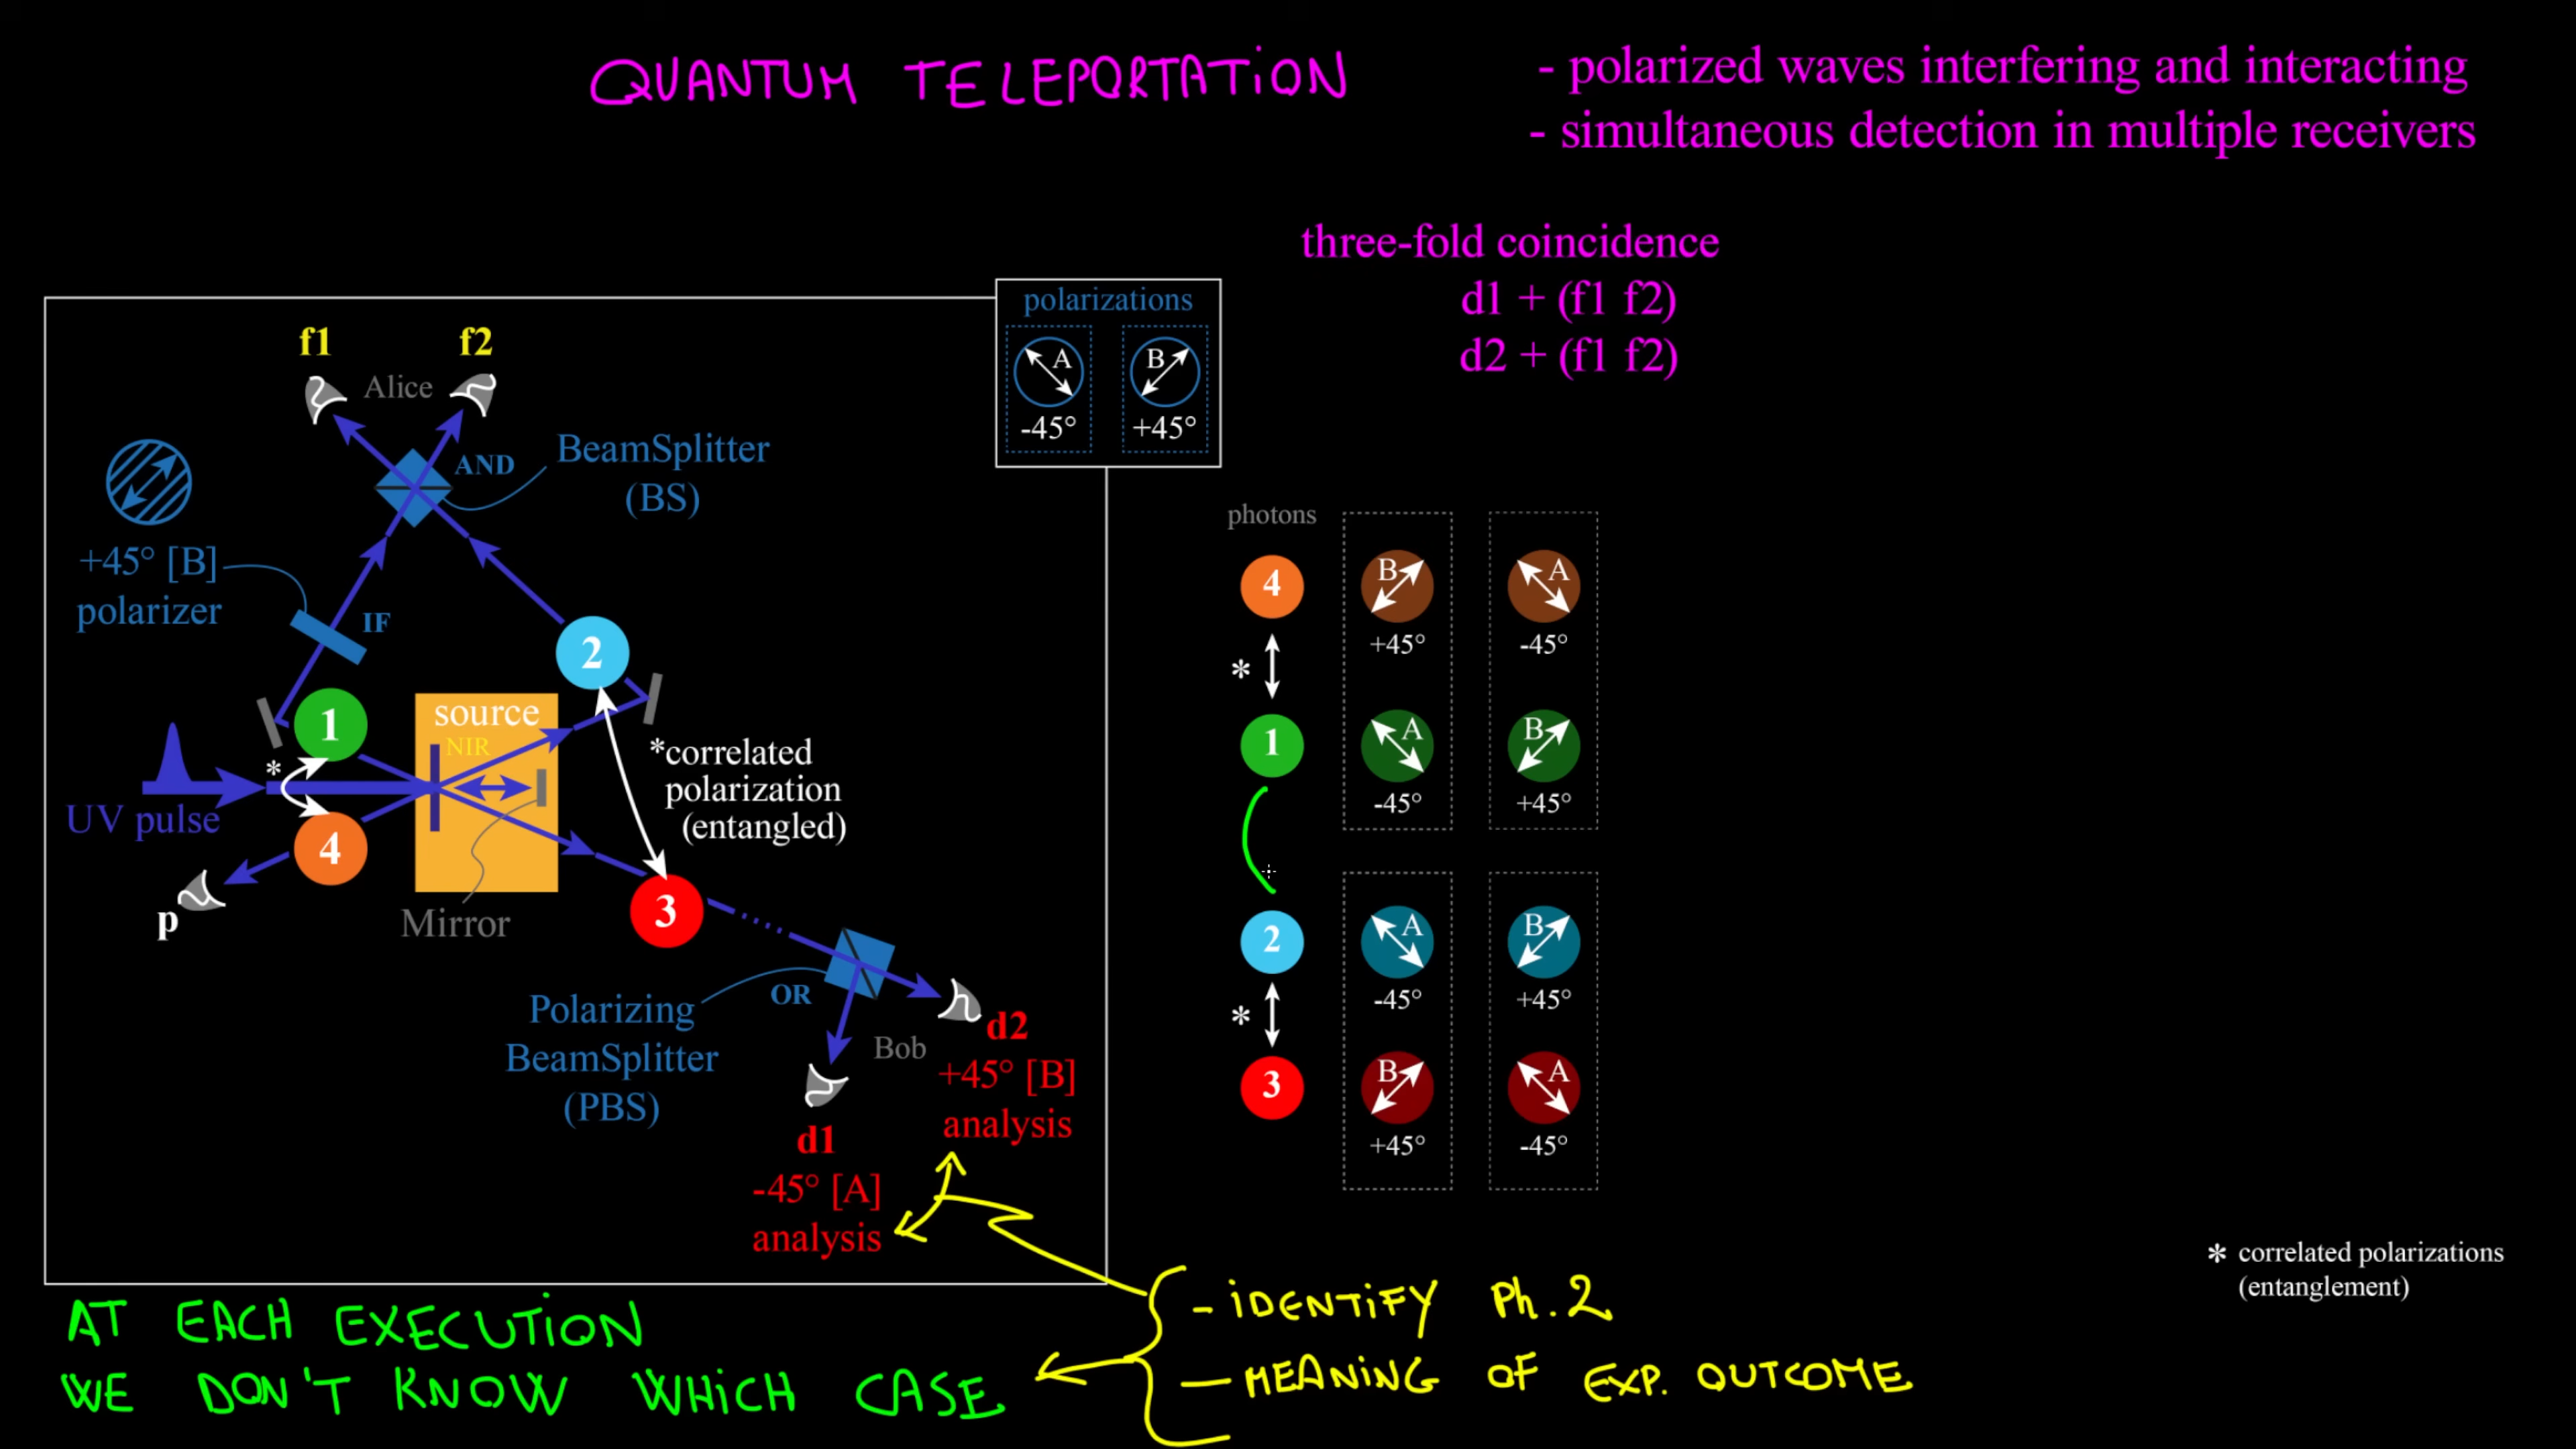 QUANTUM TELEPORTATION
- polarized waves interfering and interacting
- simultaneous detection in multiple receivers
three-fold coincidence
d1 + (f1 f2)
d2 + (f1 f2)
polarizations
A
B
-45°
+45°
f1
f2
Alice
AND
BeamSplitter
(BS)
+45° [B]
polarizer
IF
2
1
source
NIR
*
*correlated
polarization
(entangled)
UV pulse
4
p
Mirror
3
Polarizing
BeamSplitter
(PBS)
OR
Bob
d2
+45° [B]
analysis
d1
-45° [A]
analysis
photons
4
B
A
+45°
-45°
*
1
A
B
-45°
+45°
2
A
B
-45°
+45°
*
3
B
A
+45°
-45°
* correlated polarizations
(entanglement)
AT EACH EXECUTION
WE DON'T KNOW WHICH CASE
- IDENTIFY Ph. 2
- MEANING OF EXP. OUTCOME